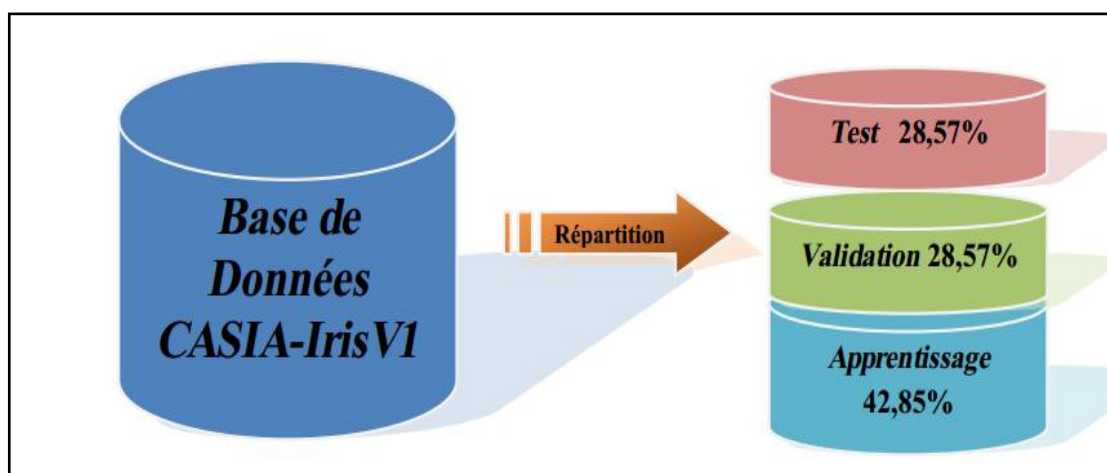 Base de
Données
CASIA-IrisV1
Répartition
Test 28,57%
Validation 28,57%
Apprentissage
42,85%